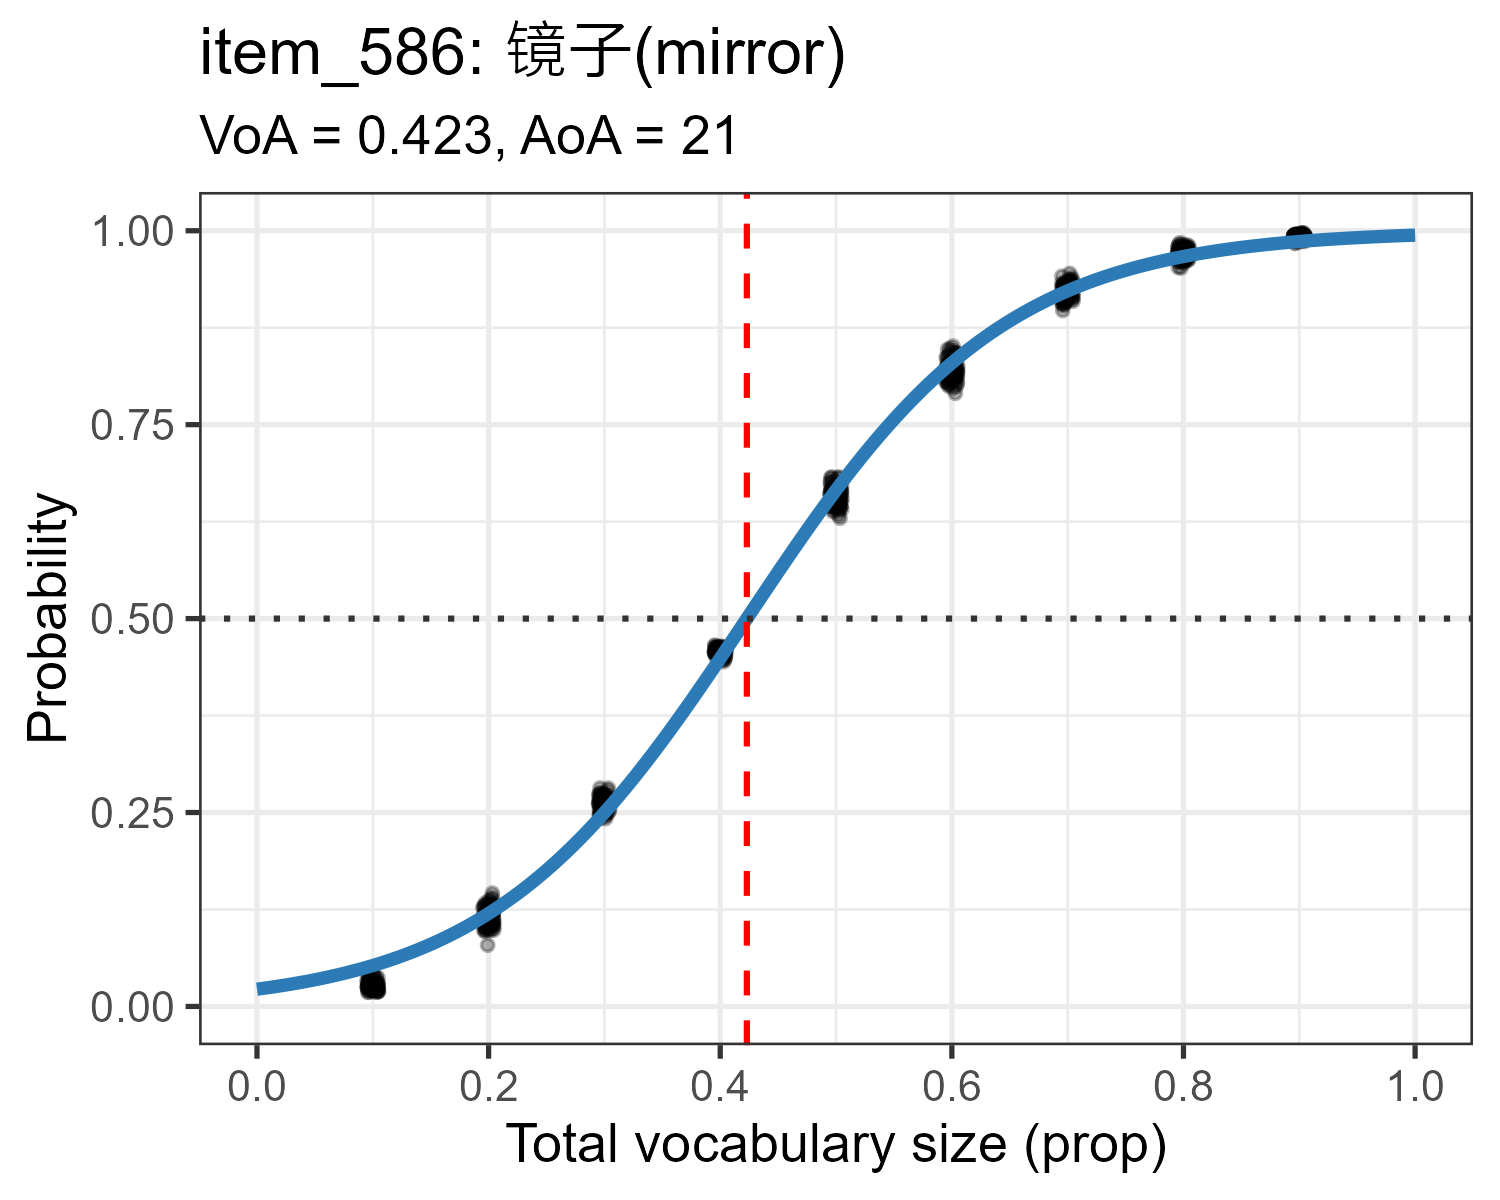 item_586: 镜子(mirror)
VoA = 0.423, AoA = 21
1.00
0.75
0.50
0.25
0.00
Probability
0.0 0.2 0.4 0.6 0.8 1.0
Total vocabulary size (prop)